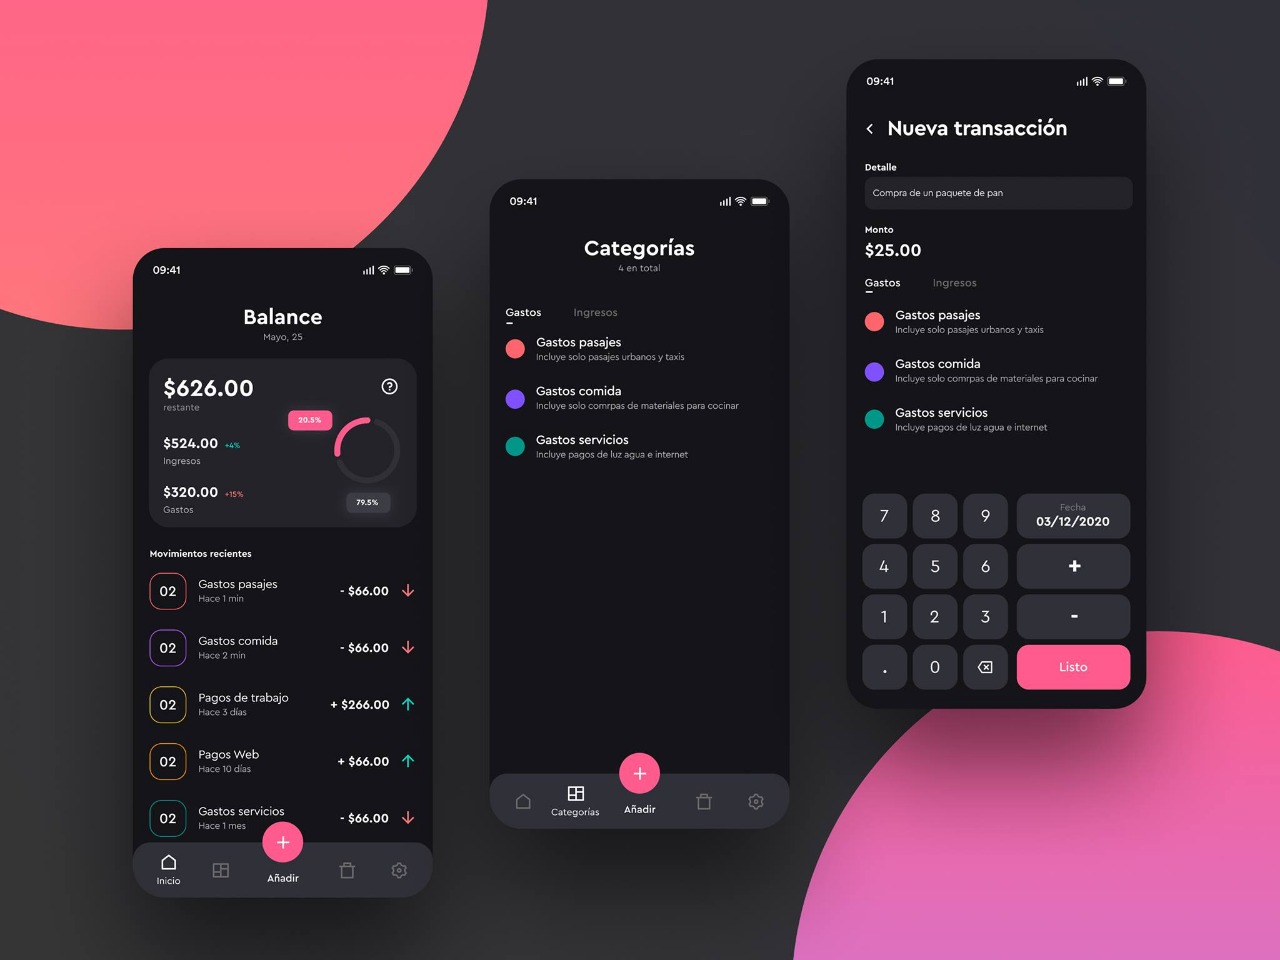 09:41
Balance
Mayo, 25
$626.00
restante
20.5%
$524.00 +4%
Ingresos
$320.00 +15%
Gastos
79.5%
Movimientos recientes
02 Gastos pasajes - $66.00
Hace 1 min
02 Gastos comida - $66.00
Hace 2 min
02 Pagos de trabajo + $266.00
Hace 3 días
02 Pagos Web + $66.00
Hace 10 días
02 Gastos servicios - $66.00
Hace 1 mes
Inicio
Añadir
09:41
Categorías
4 en total
Gastos Ingresos
Gastos pasajes
Incluye solo pasajes urbanos y taxis
Gastos comida
Incluye solo comrpas de materiales para cocinar
Gastos servicios
Incluye pagos de luz agua e internet
Categorías
Añadir
09:41
Nueva transacción
Detalle
Compra de un paquete de pan
Monto
$25.00
Gastos Ingresos
Gastos pasajes
Incluye solo pasajes urbanos y taxis
Gastos comida
Incluye solo comrpas de materiales para cocinar
Gastos servicios
Incluye pagos de luz agua e internet
7 8 9 Fecha
03/12/2020
4 5 6 +
1 2 3 -
. 0 Listo